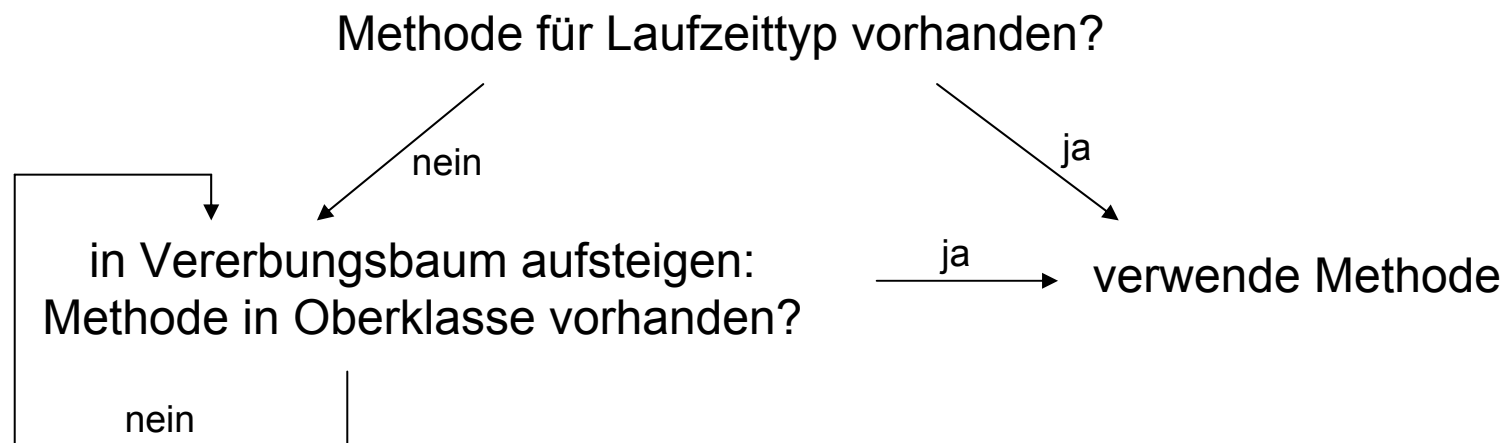 Methode für Laufzeittyp vorhanden?
nein
ja
in Vererbungsbaum aufsteigen:
Methode in Oberklasse vorhanden?
ja
verwende Methode
nein